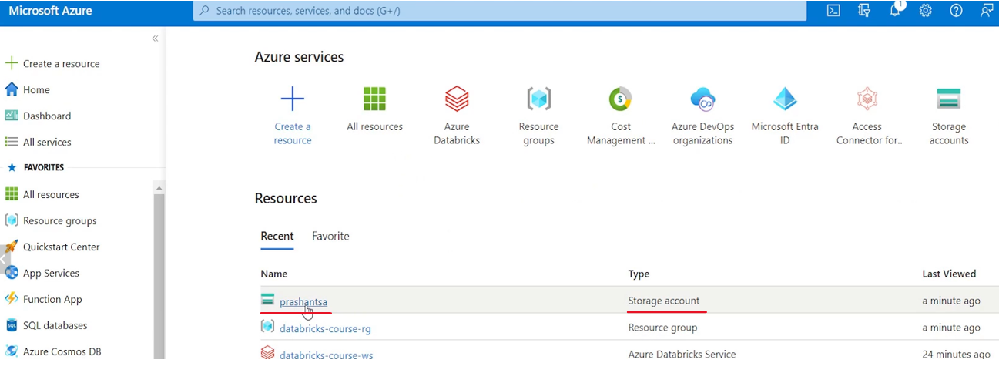 Microsoft Azure
Search resources, services, and docs (G+/)
1
Create a resource
Home
Dashboard
All services
FAVORITES
All resources
Resource groups
Quickstart Center
App Services
Function App
SQL databases
Azure Cosmos DB
Azure services
Create a resource
All resources
Azure Databricks
Resource groups
Cost Management ...
Azure DevOps organizations
Microsoft Entra ID
Access Connector for..
Storage accounts
Resources
Recent Favorite
Name Type Last Viewed
prashantsa Storage account a minute ago
databricks-course-rg Resource group a minute ago
databricks-course-ws Azure Databricks Service 24 minutes ago